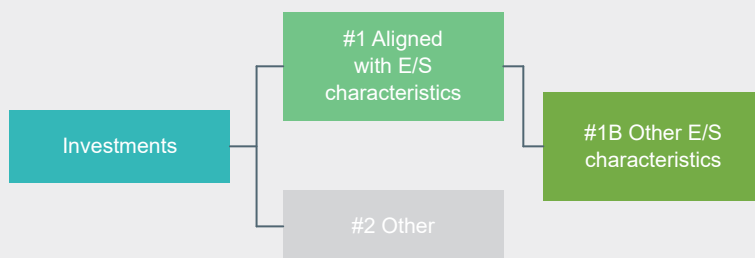 #1 Aligned
with E/S
characteristics
Investments
#1B Other E/S
characteristics
#2 Other